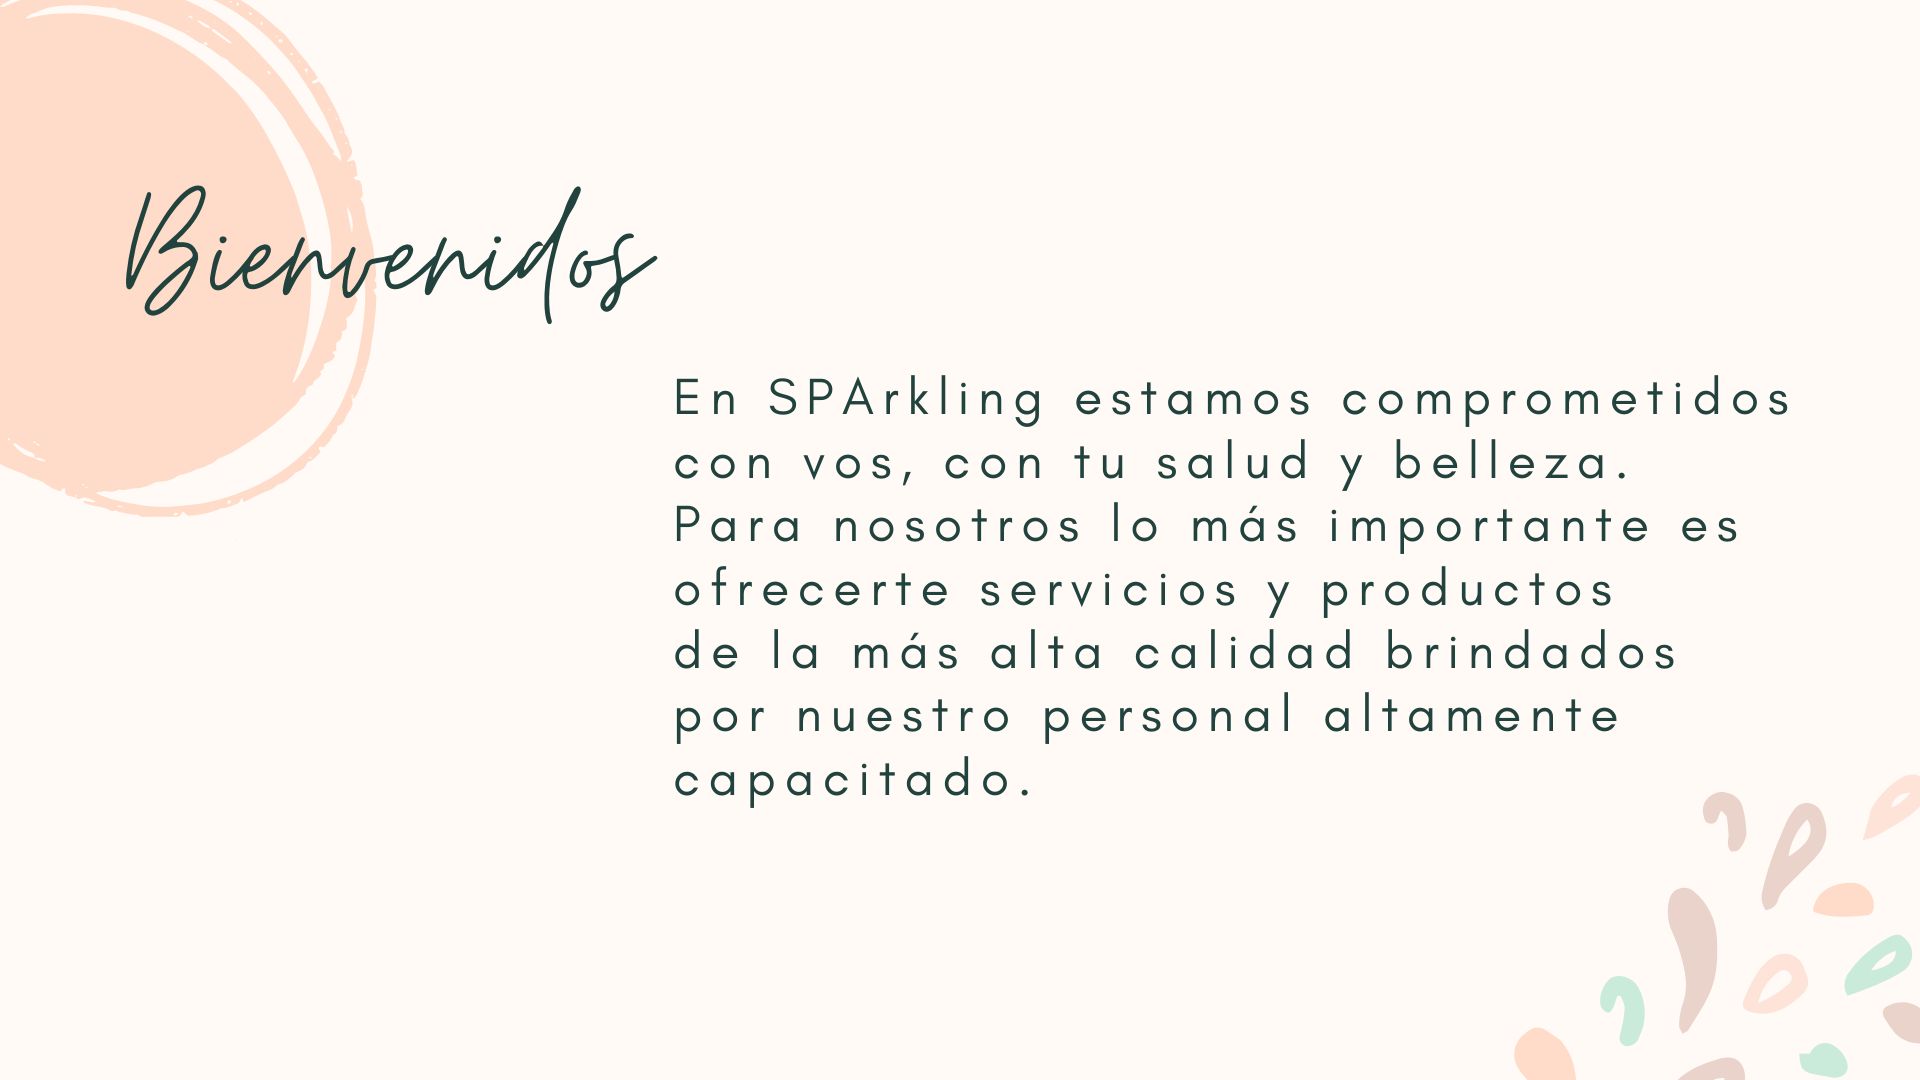 Bienvenidos
En SPArkling estamos comprometidos
con vos, con tu salud y belleza.
Para nosotros lo más importante es
ofrecerte servicios y productos
de la más alta calidad brindados
por nuestro personal altamente
capacitado.